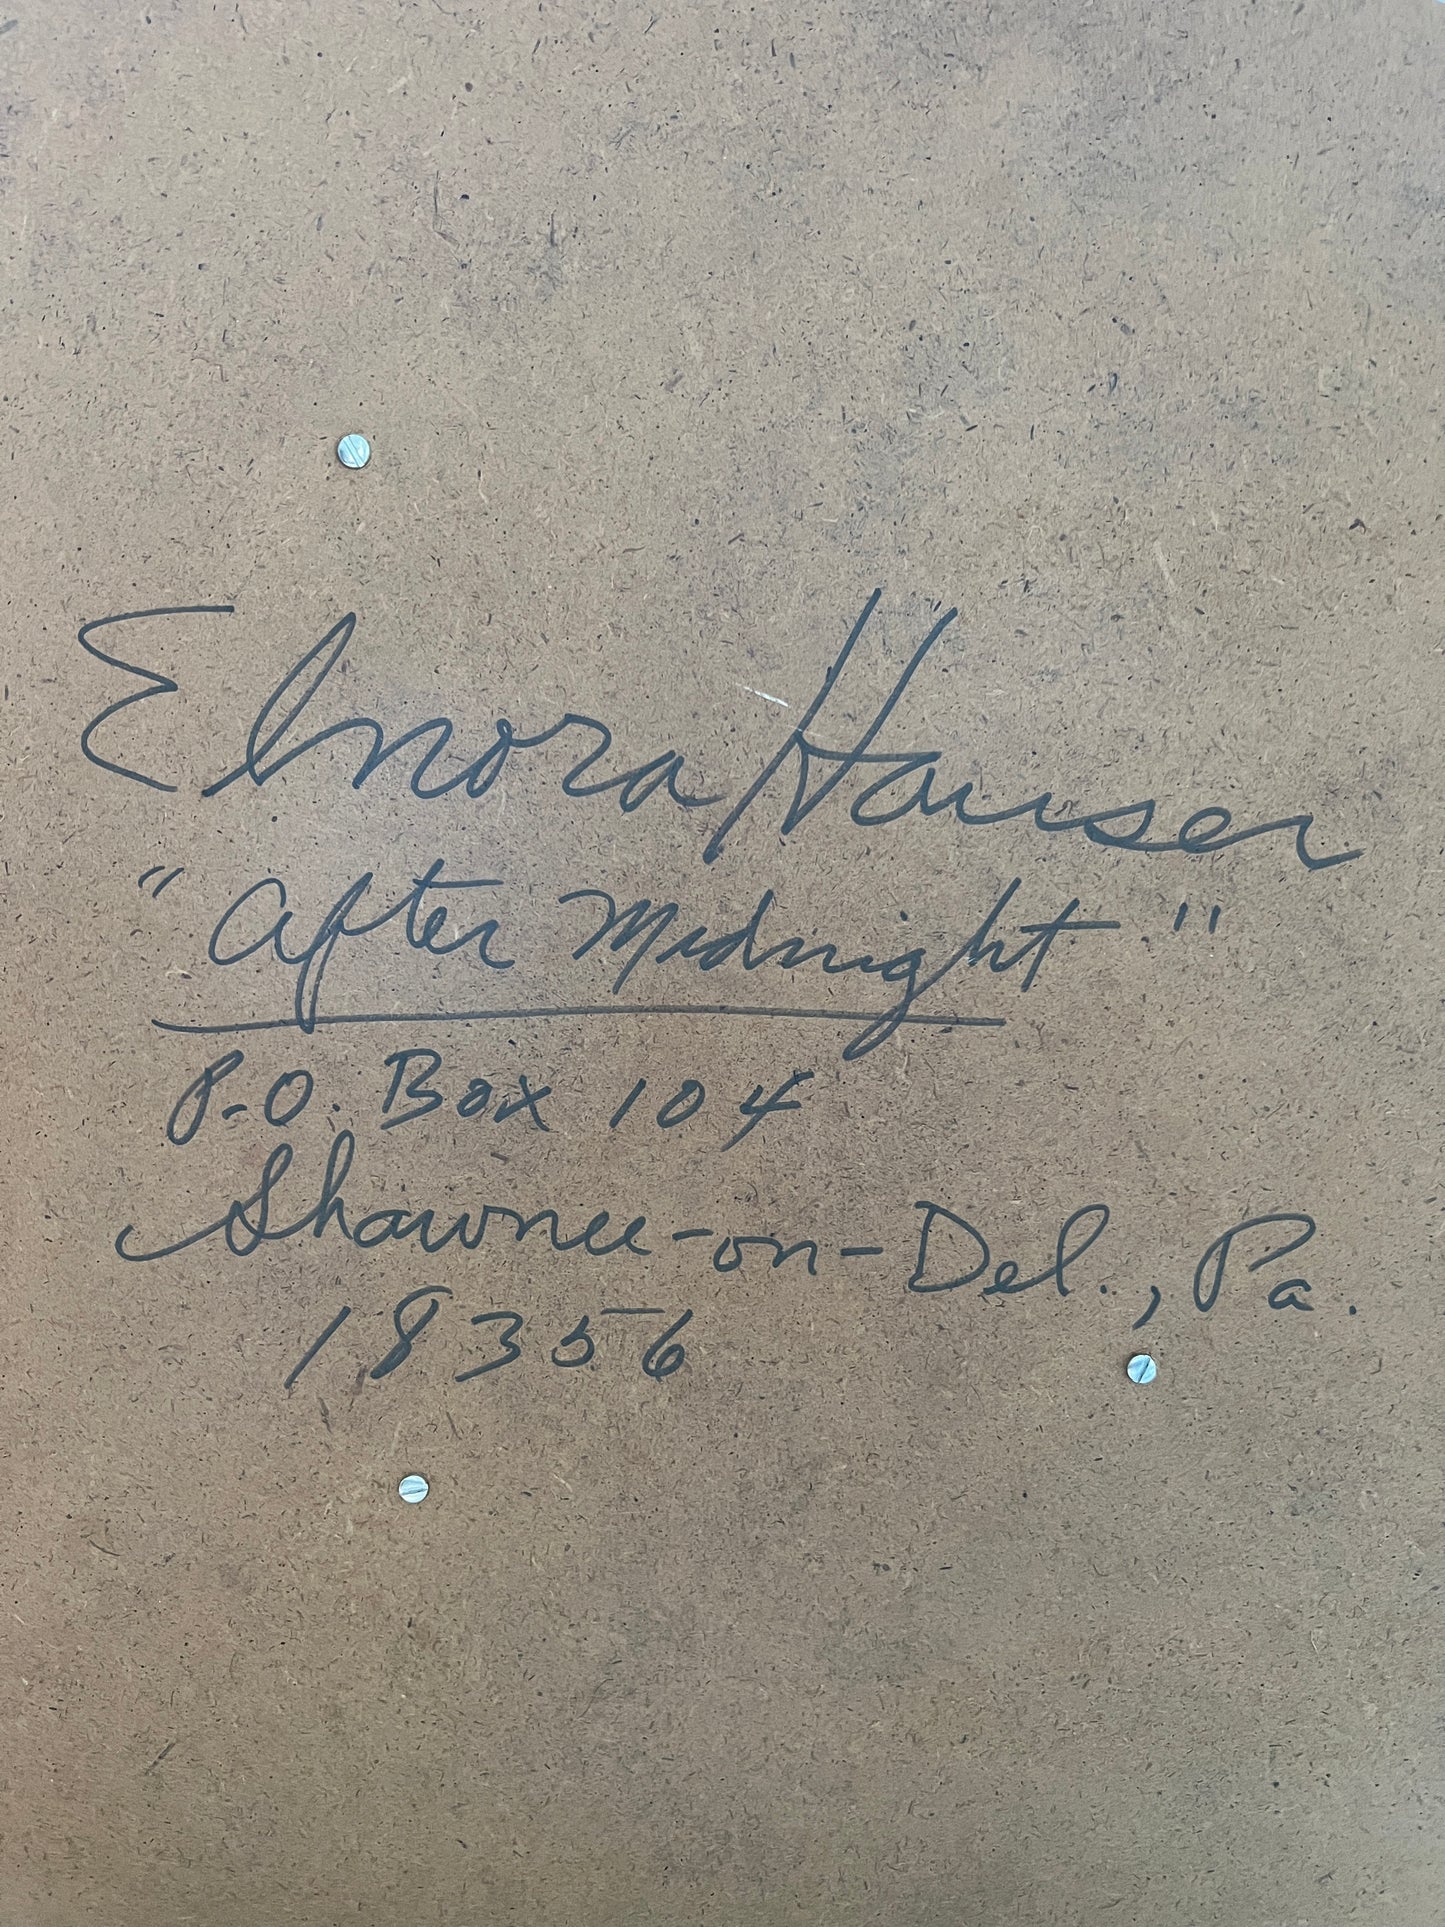 Elnora Hauser
"After Midnight"
P.O. Box 104
Shawnee-on-Del., Pa.
18356